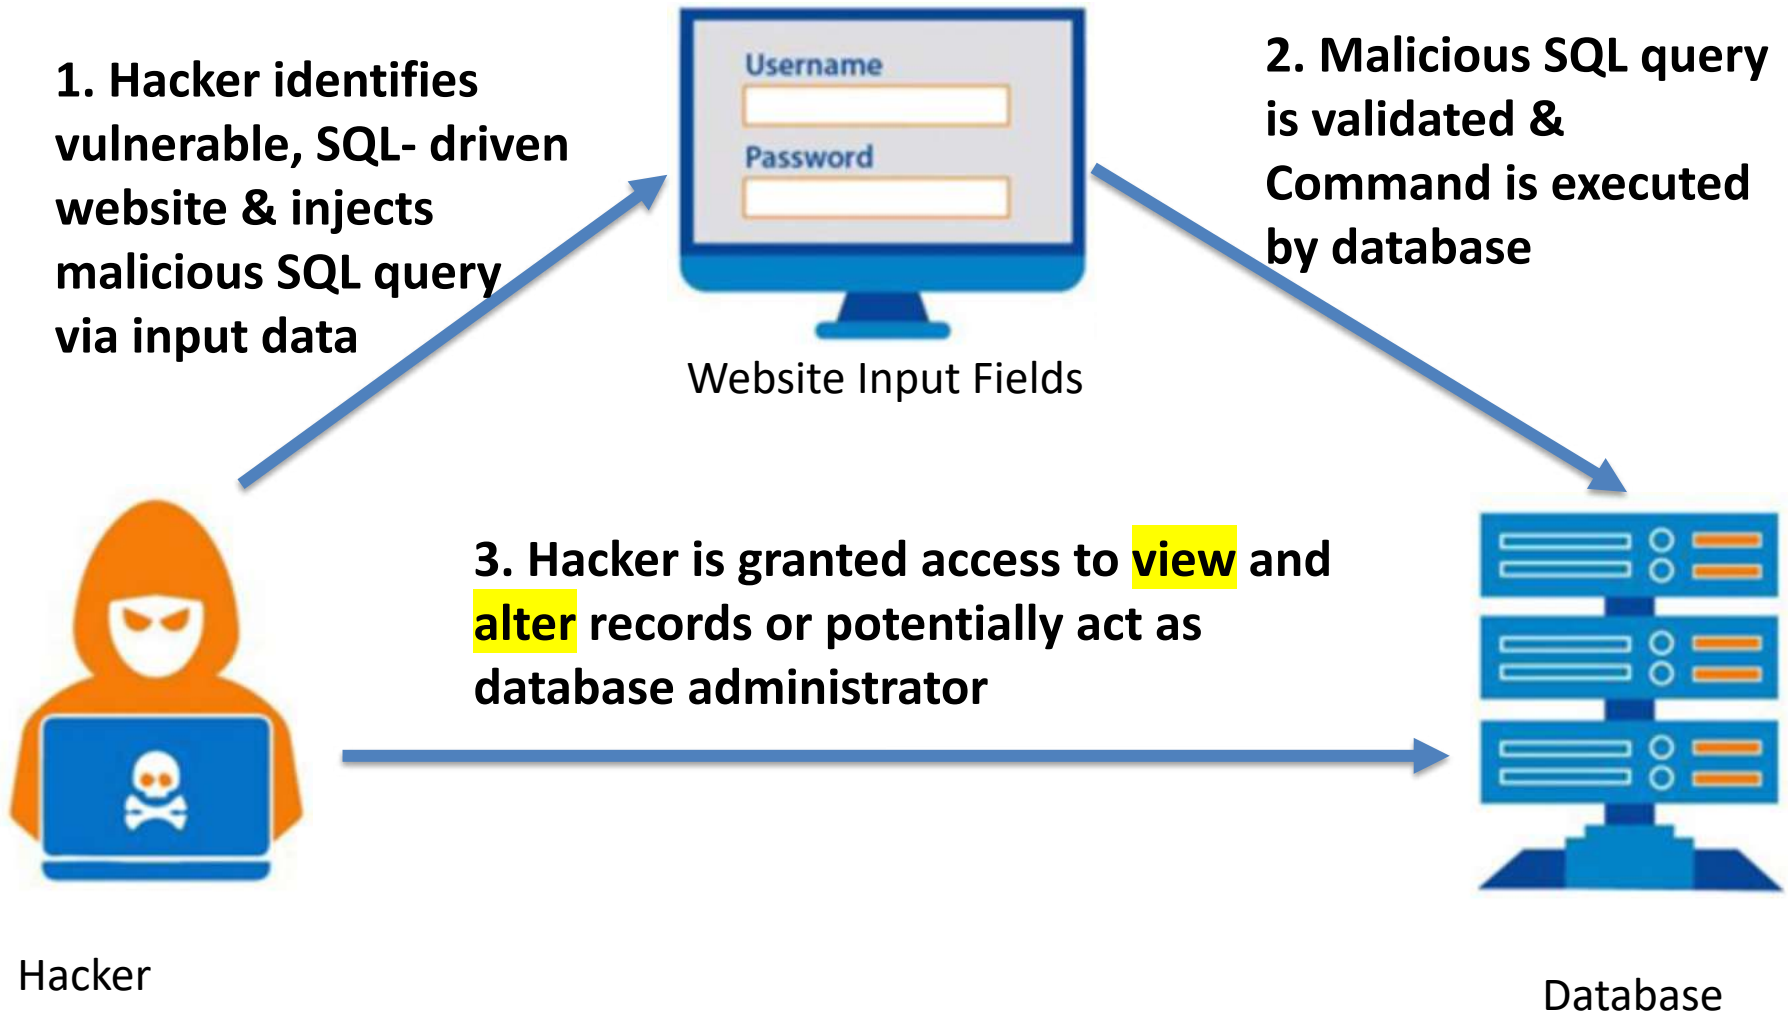 1. Hacker identifies
vulnerable, SQL- driven
website & injects
malicious SQL query
via input data
Username
Password
Website Input Fields
2. Malicious SQL query
is validated &
Command is executed
by database
3. Hacker is granted access to view and
alter records or potentially act as
database administrator
Hacker
Database